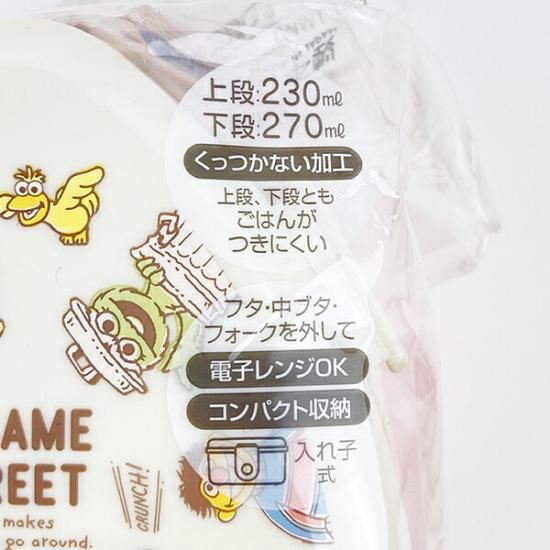 上段:230㎖
下段:270㎖
くっつかない加工
上段、下段とも
ごはんが
つきにくい
フタ・中ブタ・
フォークを外して
電子レンジOK
コンパクト収納
入れ子
式
AME
REET
makes
go around.
CRUNCH!